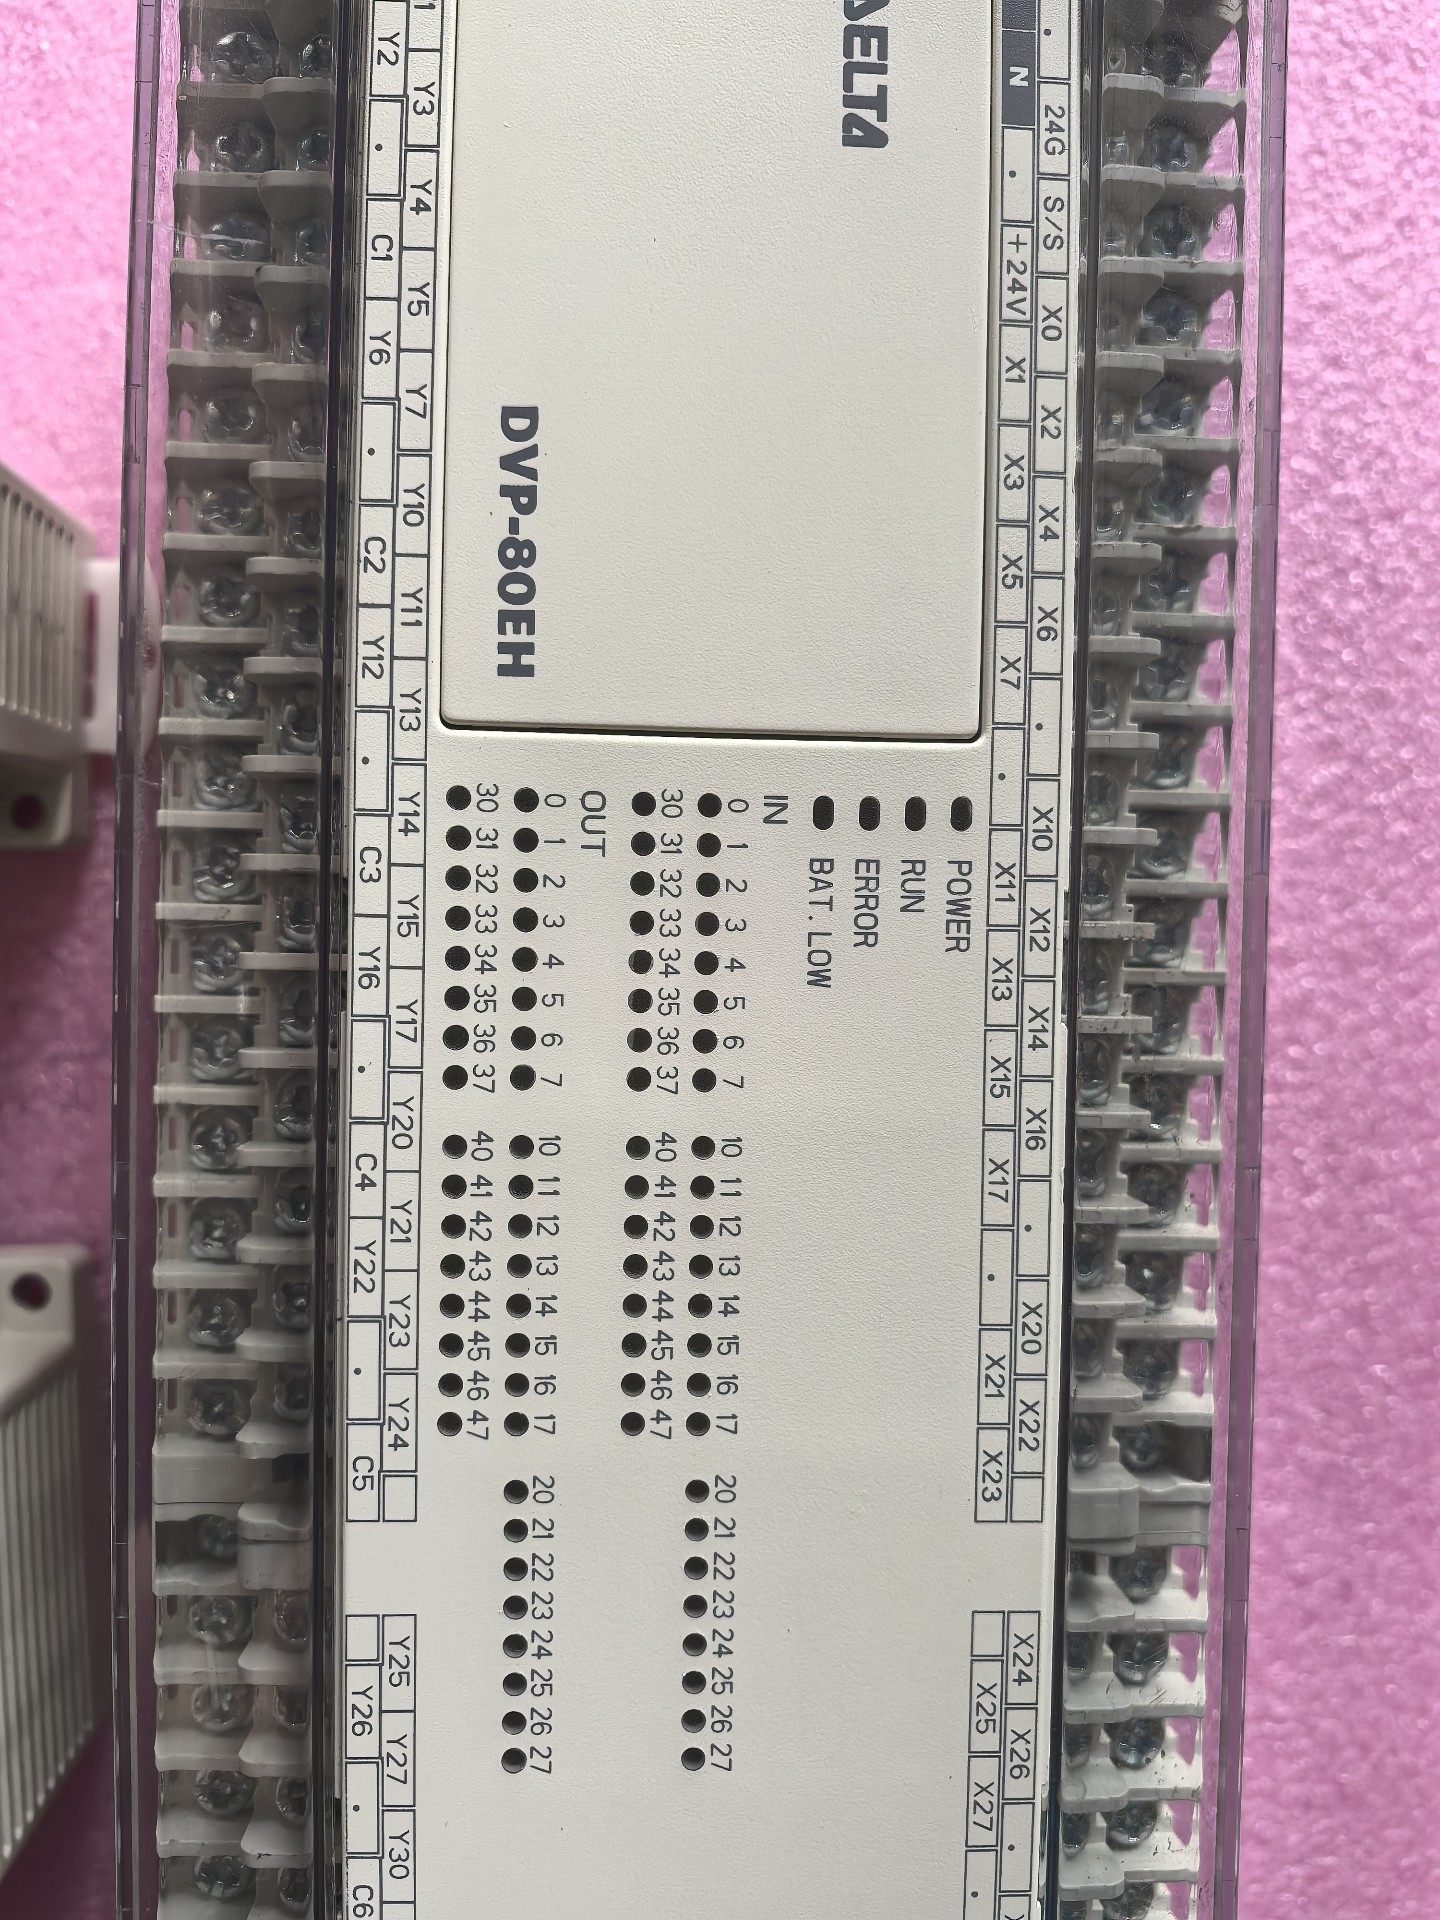 • 24G S/S X0 X2 X4 X6 • X10 X12 X14 X16 • X20 X22 X24 X26 •
N • +24V X1 X3 X5 X7 • X11 X13 X15 X17 • X21 X23 X25 X27 •
DELTA
DVP-80EH
POWER
RUN
ERROR
BAT.LOW
IN
0 1 2 3 4 5 6 7 10 11 12 13 14 15 16 17 20 21 22 23 24 25 26 27
30 31 32 33 34 35 36 37 40 41 42 43 44 45 46 47
OUT
0 1 2 3 4 5 6 7 10 11 12 13 14 15 16 17 20 21 22 23 24 25 26 27
30 31 32 33 34 35 36 37 40 41 42 43 44 45 46 47
Y3 Y4 Y5 Y7 Y10 Y11 Y13 Y14 Y15 Y17 Y20 Y21 Y23 Y24 Y25 Y27 Y30
Y2 • C1 Y6 • C2 Y12 • C3 Y16 • C4 Y22 • C5 Y26 • C6